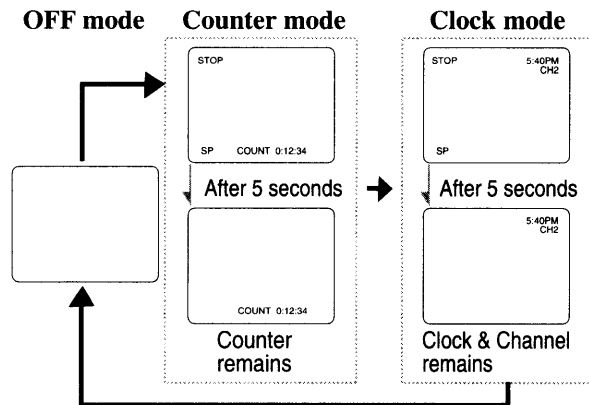 OFF mode
Counter mode
Clock mode
STOP
SP COUNT 0:12:34
After 5 seconds
COUNT 0:12:34
Counter
remains
STOP 5:40PM
CH2
SP
After 5 seconds
5:40PM
CH2
Clock & Channel
remains